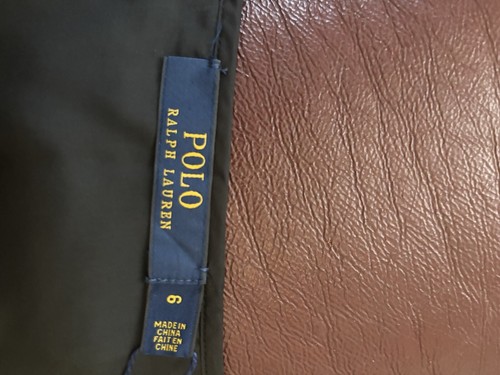 POLO
RALPH LAUREN
6
MADE IN
CHINA
FAIT EN
CHINE